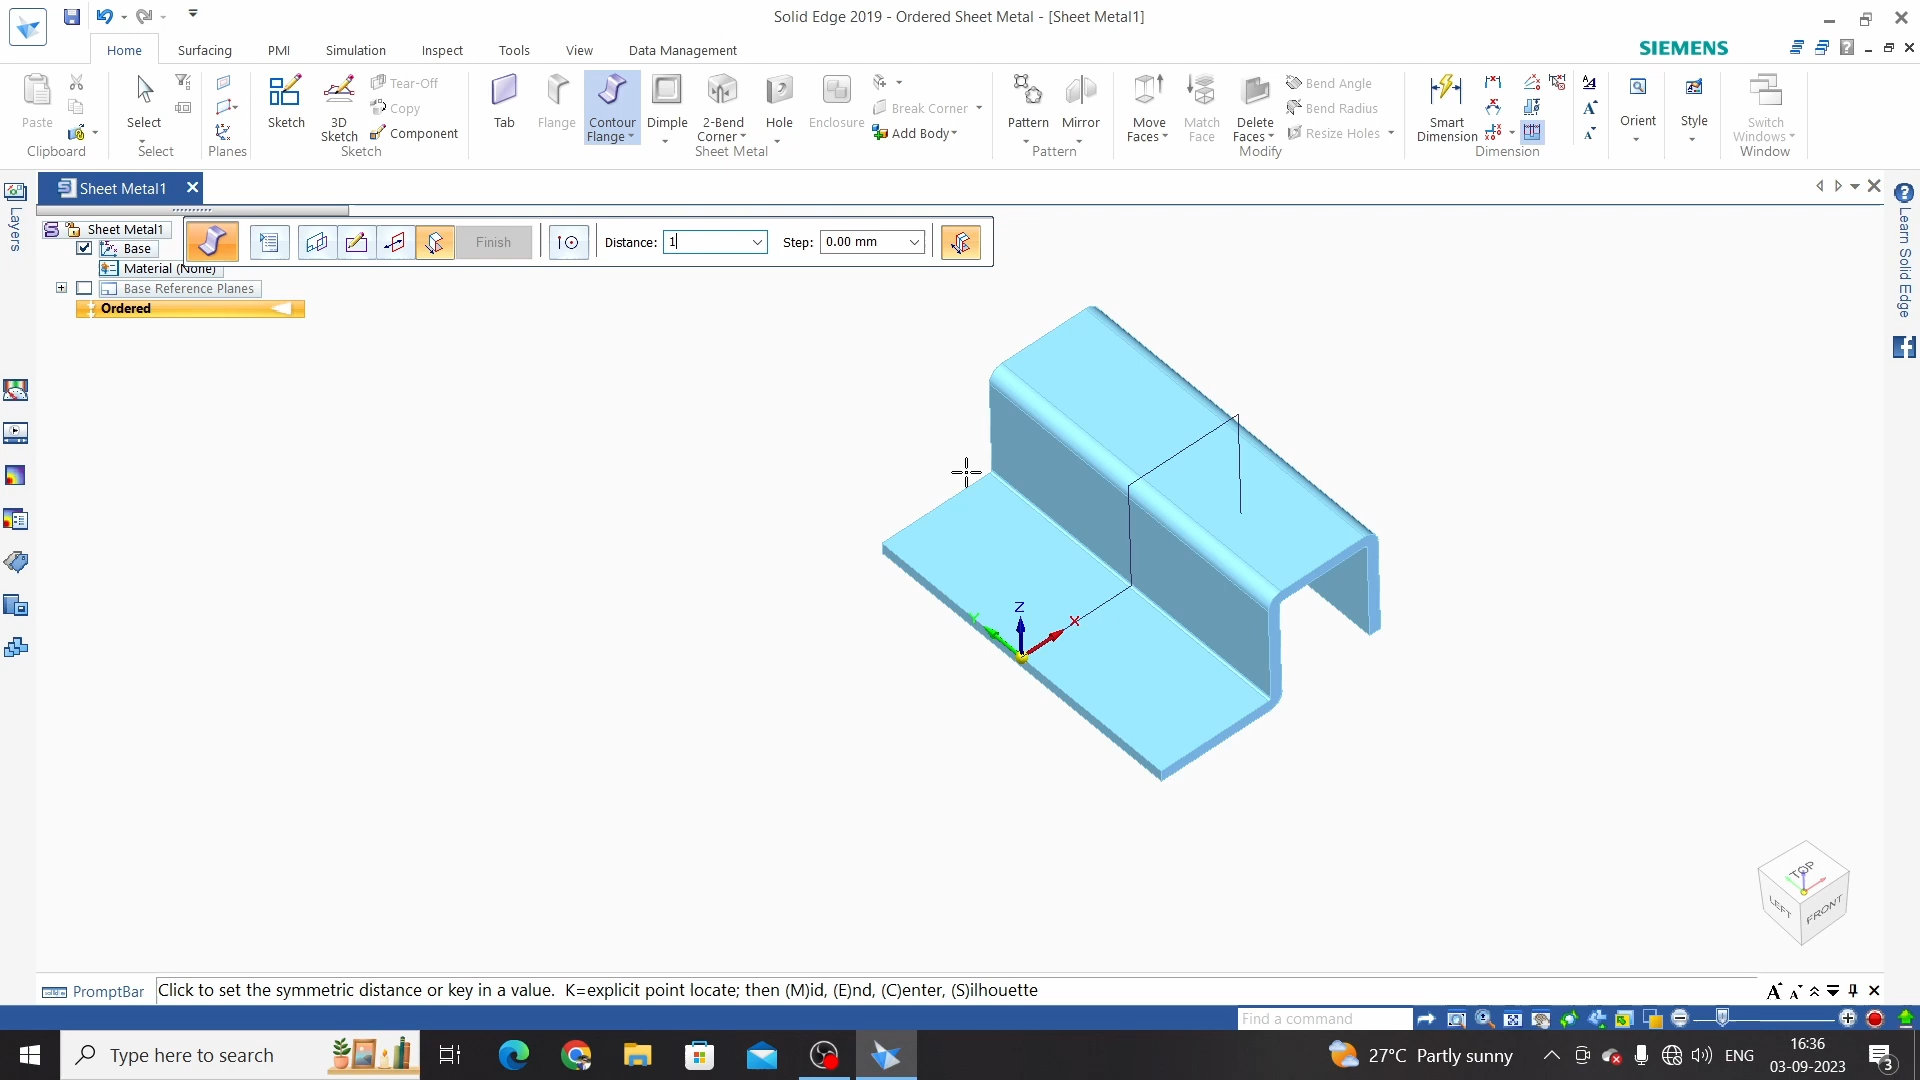 Solid Edge 2019 - Ordered Sheet Metal - [Sheet Metal1]
Home Surfacing PMI Simulation Inspect Tools View Data Management SIEMENS
Paste Select Sketch 3D Sketch Tear-Off Copy Component Tab Flange Contour Flange Dimple 2-Bend Corner Hole Enclosure Break Corner Add Body Pattern Mirror Move Faces Match Face Delete Faces Bend Angle Bend Radius Resize Holes Smart Dimension Orient Style Switch Windows
Clipboard Select Planes Sketch Sheet Metal Pattern Modify Dimension Window
Sheet Metal1
Layers
Learn Solid Edge
Sheet Metal1
Base
Material (None)
Base Reference Planes
Ordered
Finish Distance: 1 Step: 0.00 mm
Z
X
Y
TOP
LEFT FRONT
PromptBar Click to set the symmetric distance or key in a value. K=explicit point locate; then (M)id, (E)nd, (C)enter, (S)ilhouette
Find a command
Type here to search 27°C Partly sunny ENG 16:36
03-09-2023
3